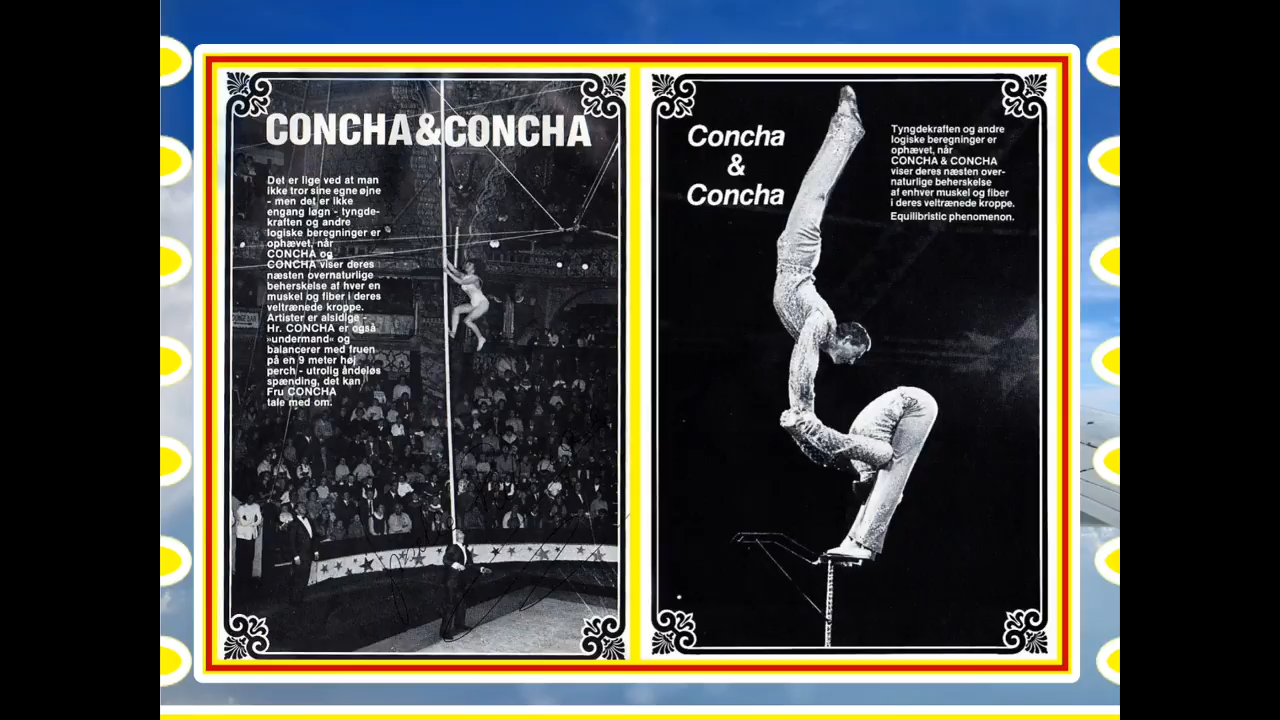 CONCHA & CONCHA
Det er lige ved at man
ikke tror sine egne øjne
- men det er ikke
engang løgn - tyngde-
kraften og andre
logiske beregninger er
ophævet, når
CONCHA og
CONCHA viser deres
næsten overnaturlige
beherskelse af hver en
muskel og fiber i deres
veltrænede kroppe.
Artister er alsidige -
Hr. CONCHA er også
»undermand« og
balancerer med fruen
på en 9 meter høj
perch - utrolig åndeløs
spænding, det kan
Fru CONCHA
tale med om.
Concha
&
Concha
Tyngdekraften og andre
logiske beregninger er
ophævet, når
CONCHA & CONCHA
viser deres næsten over-
naturlige beherskelse
af enhver muskel og fiber
i deres veltrænede kroppe.
Equilibristic phenomenon.